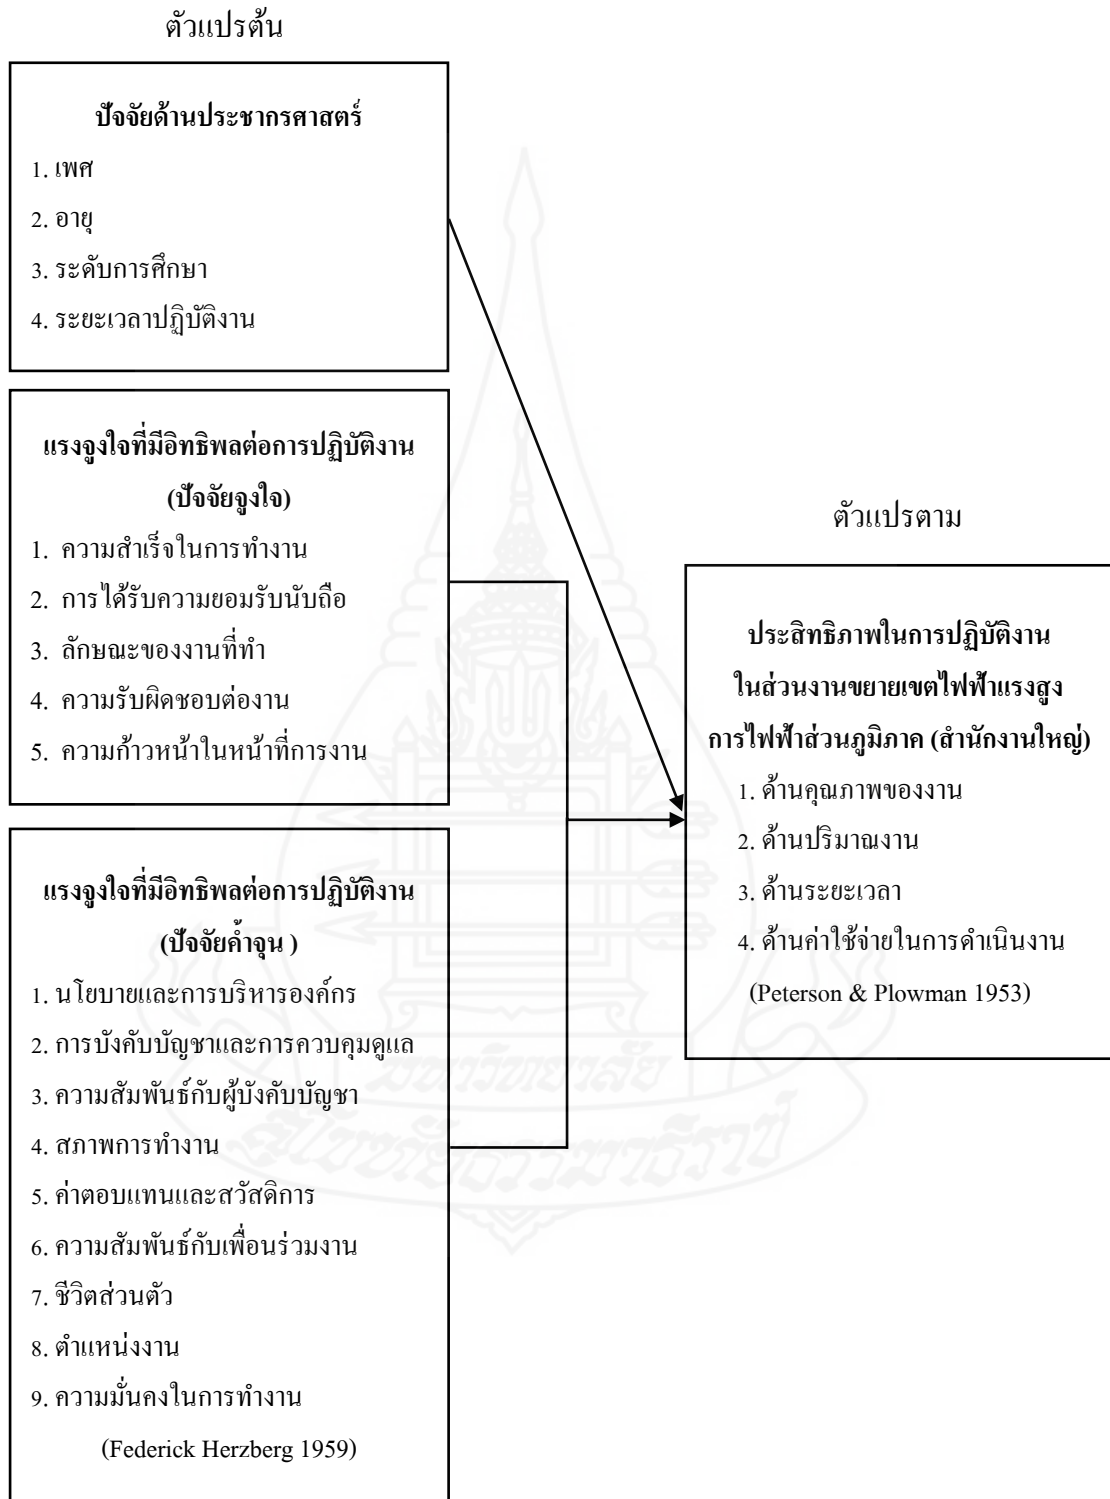 ตัวแปรต้น
ปัจจัยด้านประชากรศาสตร์
1. เพศ
2. อายุ
3. ระดับการศึกษา
4. ระยะเวลาปฏิบัติงาน
แรงจูงใจที่มีอิทธิพลต่อการปฏิบัติงาน
(ปัจจัยจูงใจ)
1. ความสำเร็จในการทำงาน
2. การได้รับความยอมรับนับถือ
3. ลักษณะของงานที่ทำ
4. ความรับผิดชอบต่องาน
5. ความก้าวหน้าในหน้าที่การงาน
แรงจูงใจที่มีอิทธิพลต่อการปฏิบัติงาน
(ปัจจัยค้ำจุน )
1. นโยบายและการบริหารองค์กร
2. การบังคับบัญชาและการควบคุมดูแล
3. ความสัมพันธ์กับผู้บังคับบัญชา
4. สภาพการทำงาน
5. ค่าตอบแทนและสวัสดิการ
6. ความสัมพันธ์กับเพื่อนร่วมงาน
7. ชีวิตส่วนตัว
8. ตำแหน่งงาน
9. ความมั่นคงในการทำงาน
(Federick Herzberg 1959)
ตัวแปรตาม
ประสิทธิภาพในการปฏิบัติงาน
ในส่วนงานขยายเขตไฟฟ้าแรงสูง
การไฟฟ้าส่วนภูมิภาค (สำนักงานใหญ่)
1. ด้านคุณภาพของงาน
2. ด้านปริมาณงาน
3. ด้านระยะเวลา
4. ด้านค่าใช้จ่ายในการดำเนินงาน
(Peterson & Plowman 1953)
มหาวิทยาลัย
สุโขทัยธรรมาธิราช